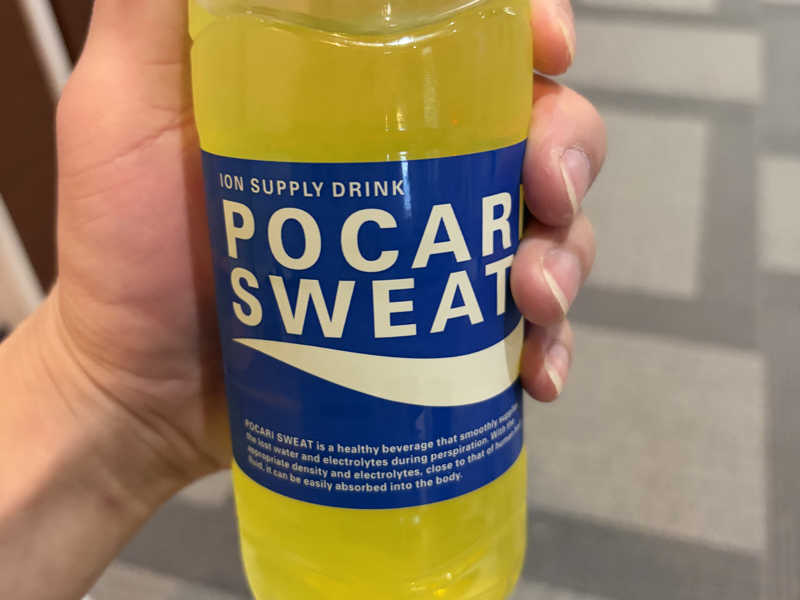 ION SUPPLY DRINK
POCARI
SWEAT
POCARI SWEAT is a healthy beverage that smoothly supplies
the lost water and electrolytes during perspiration. With the
appropriate density and electrolytes, close to that of human
fluid, it can be easily absorbed into the body.